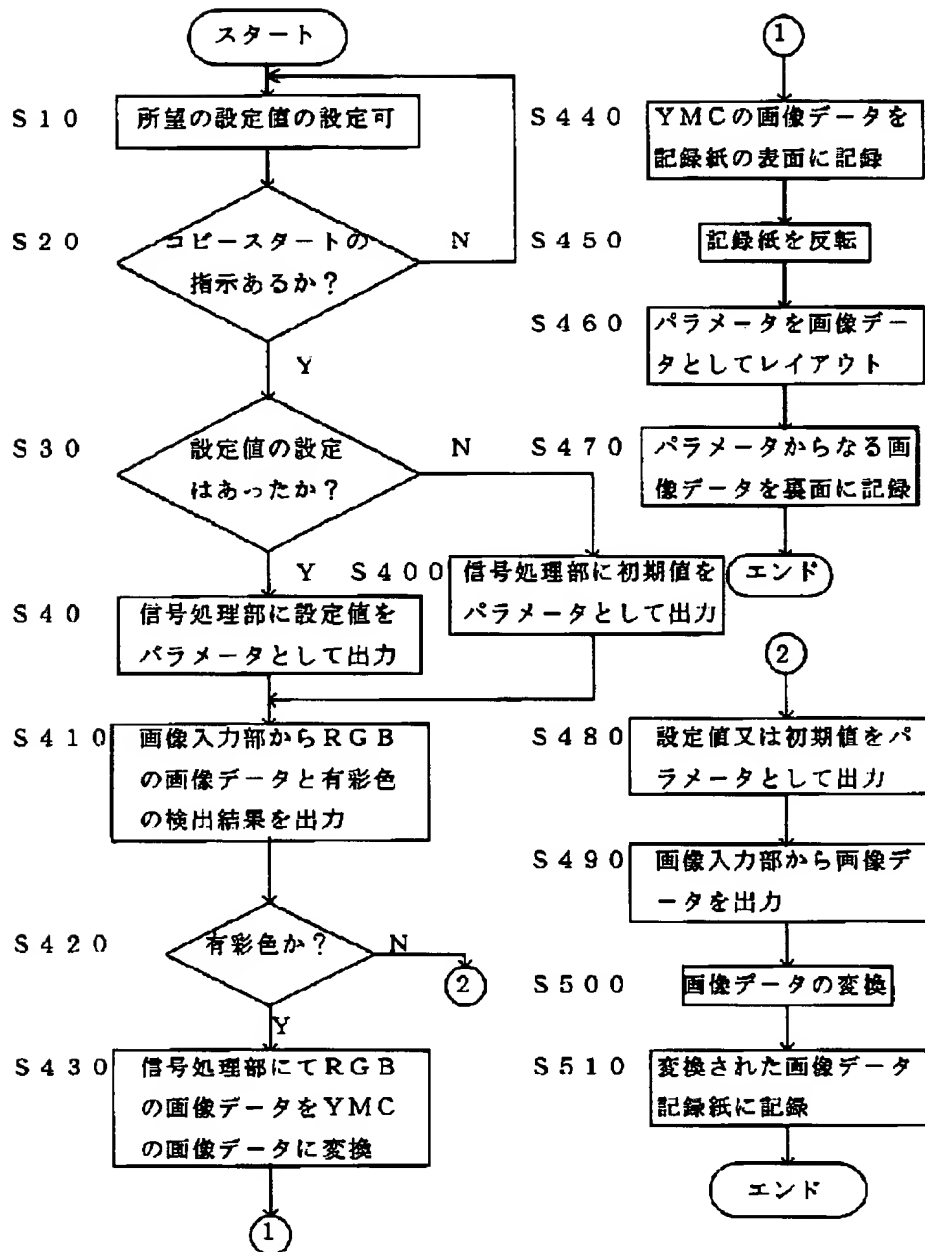 スタート
S10
所望の設定値の設定可
S20
コピースタートの
指示あるか?
N
Y
S30
設定値の設定
はあったか?
N
Y
S400
信号処理部に初期値を
パラメータとして出力
S40
信号処理部に設定値を
パラメータとして出力
S410
画像入力部からRGB
の画像データと有彩色
の検出結果を出力
S420
有彩色か?
N
②
Y
S430
信号処理部にてRGB
の画像データをYMC
の画像データに変換
①
①
S440
YMCの画像データを
記録紙の表面に記録
S450
記録紙を反転
S460
パラメータを画像デー
タとしてレイアウト
S470
パラメータからなる画
像データを裏面に記録
エンド
②
S480
設定値又は初期値をパ
ラメータとして出力
S490
画像入力部から画像デ
ータを出力
S500
画像データの変換
S510
変換された画像データ
記録紙に記録
エンド